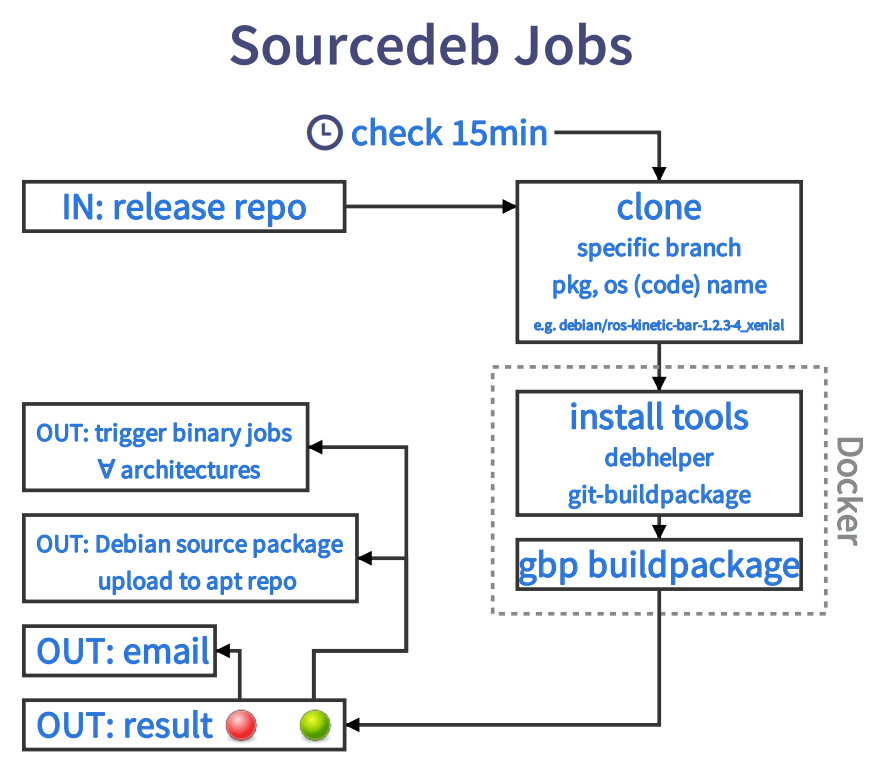 Sourcedeb Jobs
check 15min
IN: release repo
clone
specific branch
pkg, os (code) name
e.g. debian/ros-kinetic-bar-1.2.3-4_xenial
install tools
debhelper
git-buildpackage
gbp buildpackage
Docker
OUT: trigger binary jobs
∀ architectures
OUT: Debian source package
upload to apt repo
OUT: email
OUT: result